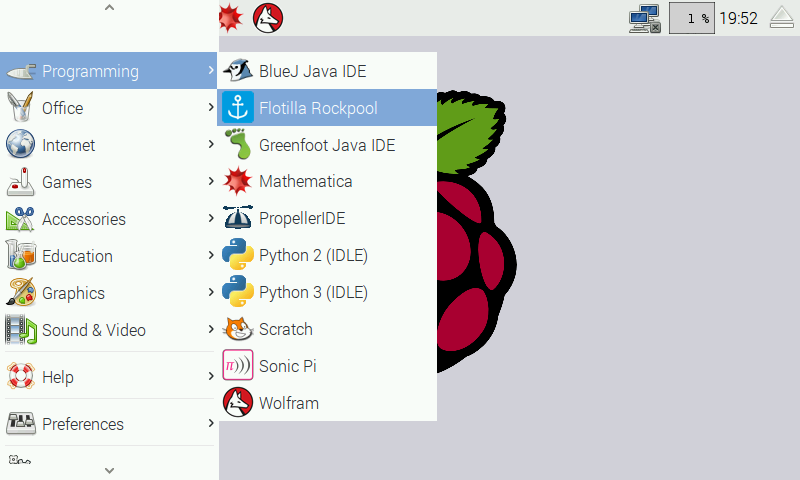 1 %
19:52
Programming
Office
Internet
Games
Accessories
Education
Graphics
Sound & Video
Help
Preferences
BlueJ Java IDE
Flotilla Rockpool
Greenfoot Java IDE
Mathematica
PropellerIDE
Python 2 (IDLE)
Python 3 (IDLE)
Scratch
Sonic Pi
Wolfram